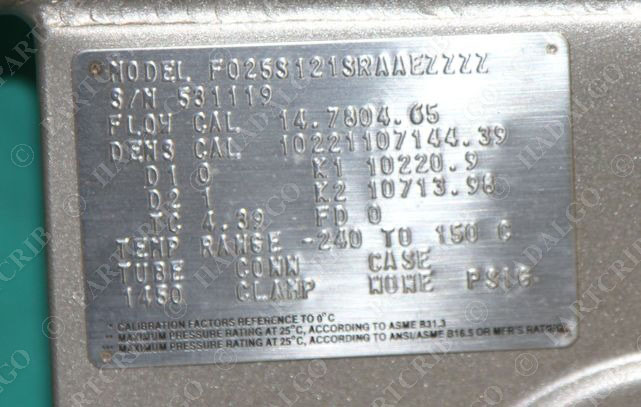 MODEL F025S121SRAAEZZZZ
S/N 531119
FLOW CAL 14.7804.65
DENS CAL 10221107144.39
D1 0 K1 10220.9
D2 1 K2 10713.98
TC 4.39 FD 0
TEMP RANGE -240 TO 150 C
TUBE CONN CASE
1450 CLAMP NONE PSIG
* CALIBRATION FACTORS REFERENCE TO 0°C
** MAXIMUM PRESSURE RATING AT 25°C, ACCORDING TO ASME B31.3
*** MAXIMUM PRESSURE RATING AT 25°C, ACCORDING TO ANSI/ASME B16.5 OR MFR'S RATING
© HADALGO
© HARTCRIB